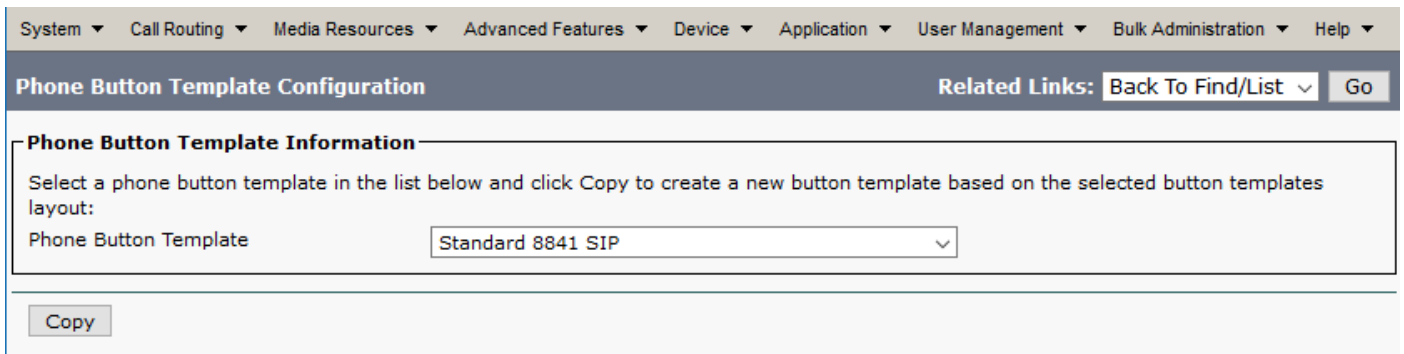 System Call Routing Media Resources Advanced Features Device Application User Management Bulk Administration Help
Phone Button Template Configuration Related Links: Back To Find/List Go
Phone Button Template Information
Select a phone button template in the list below and click Copy to create a new button template based on the selected button templates
layout:
Phone Button Template Standard 8841 SIP
Copy